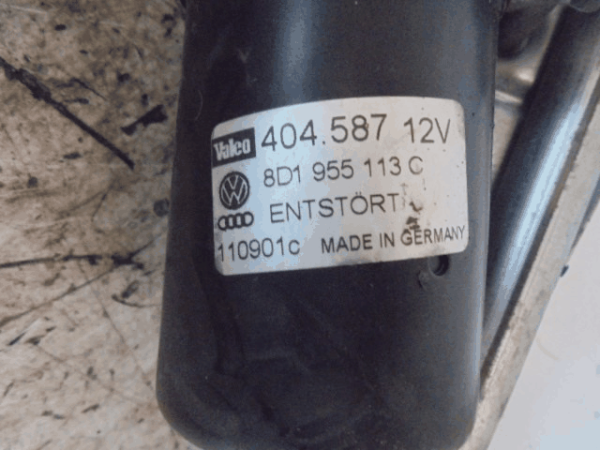 Valeo 404.587 12V
8D1 955 113 C
ENTSTÖRT
110901c MADE IN GERMANY